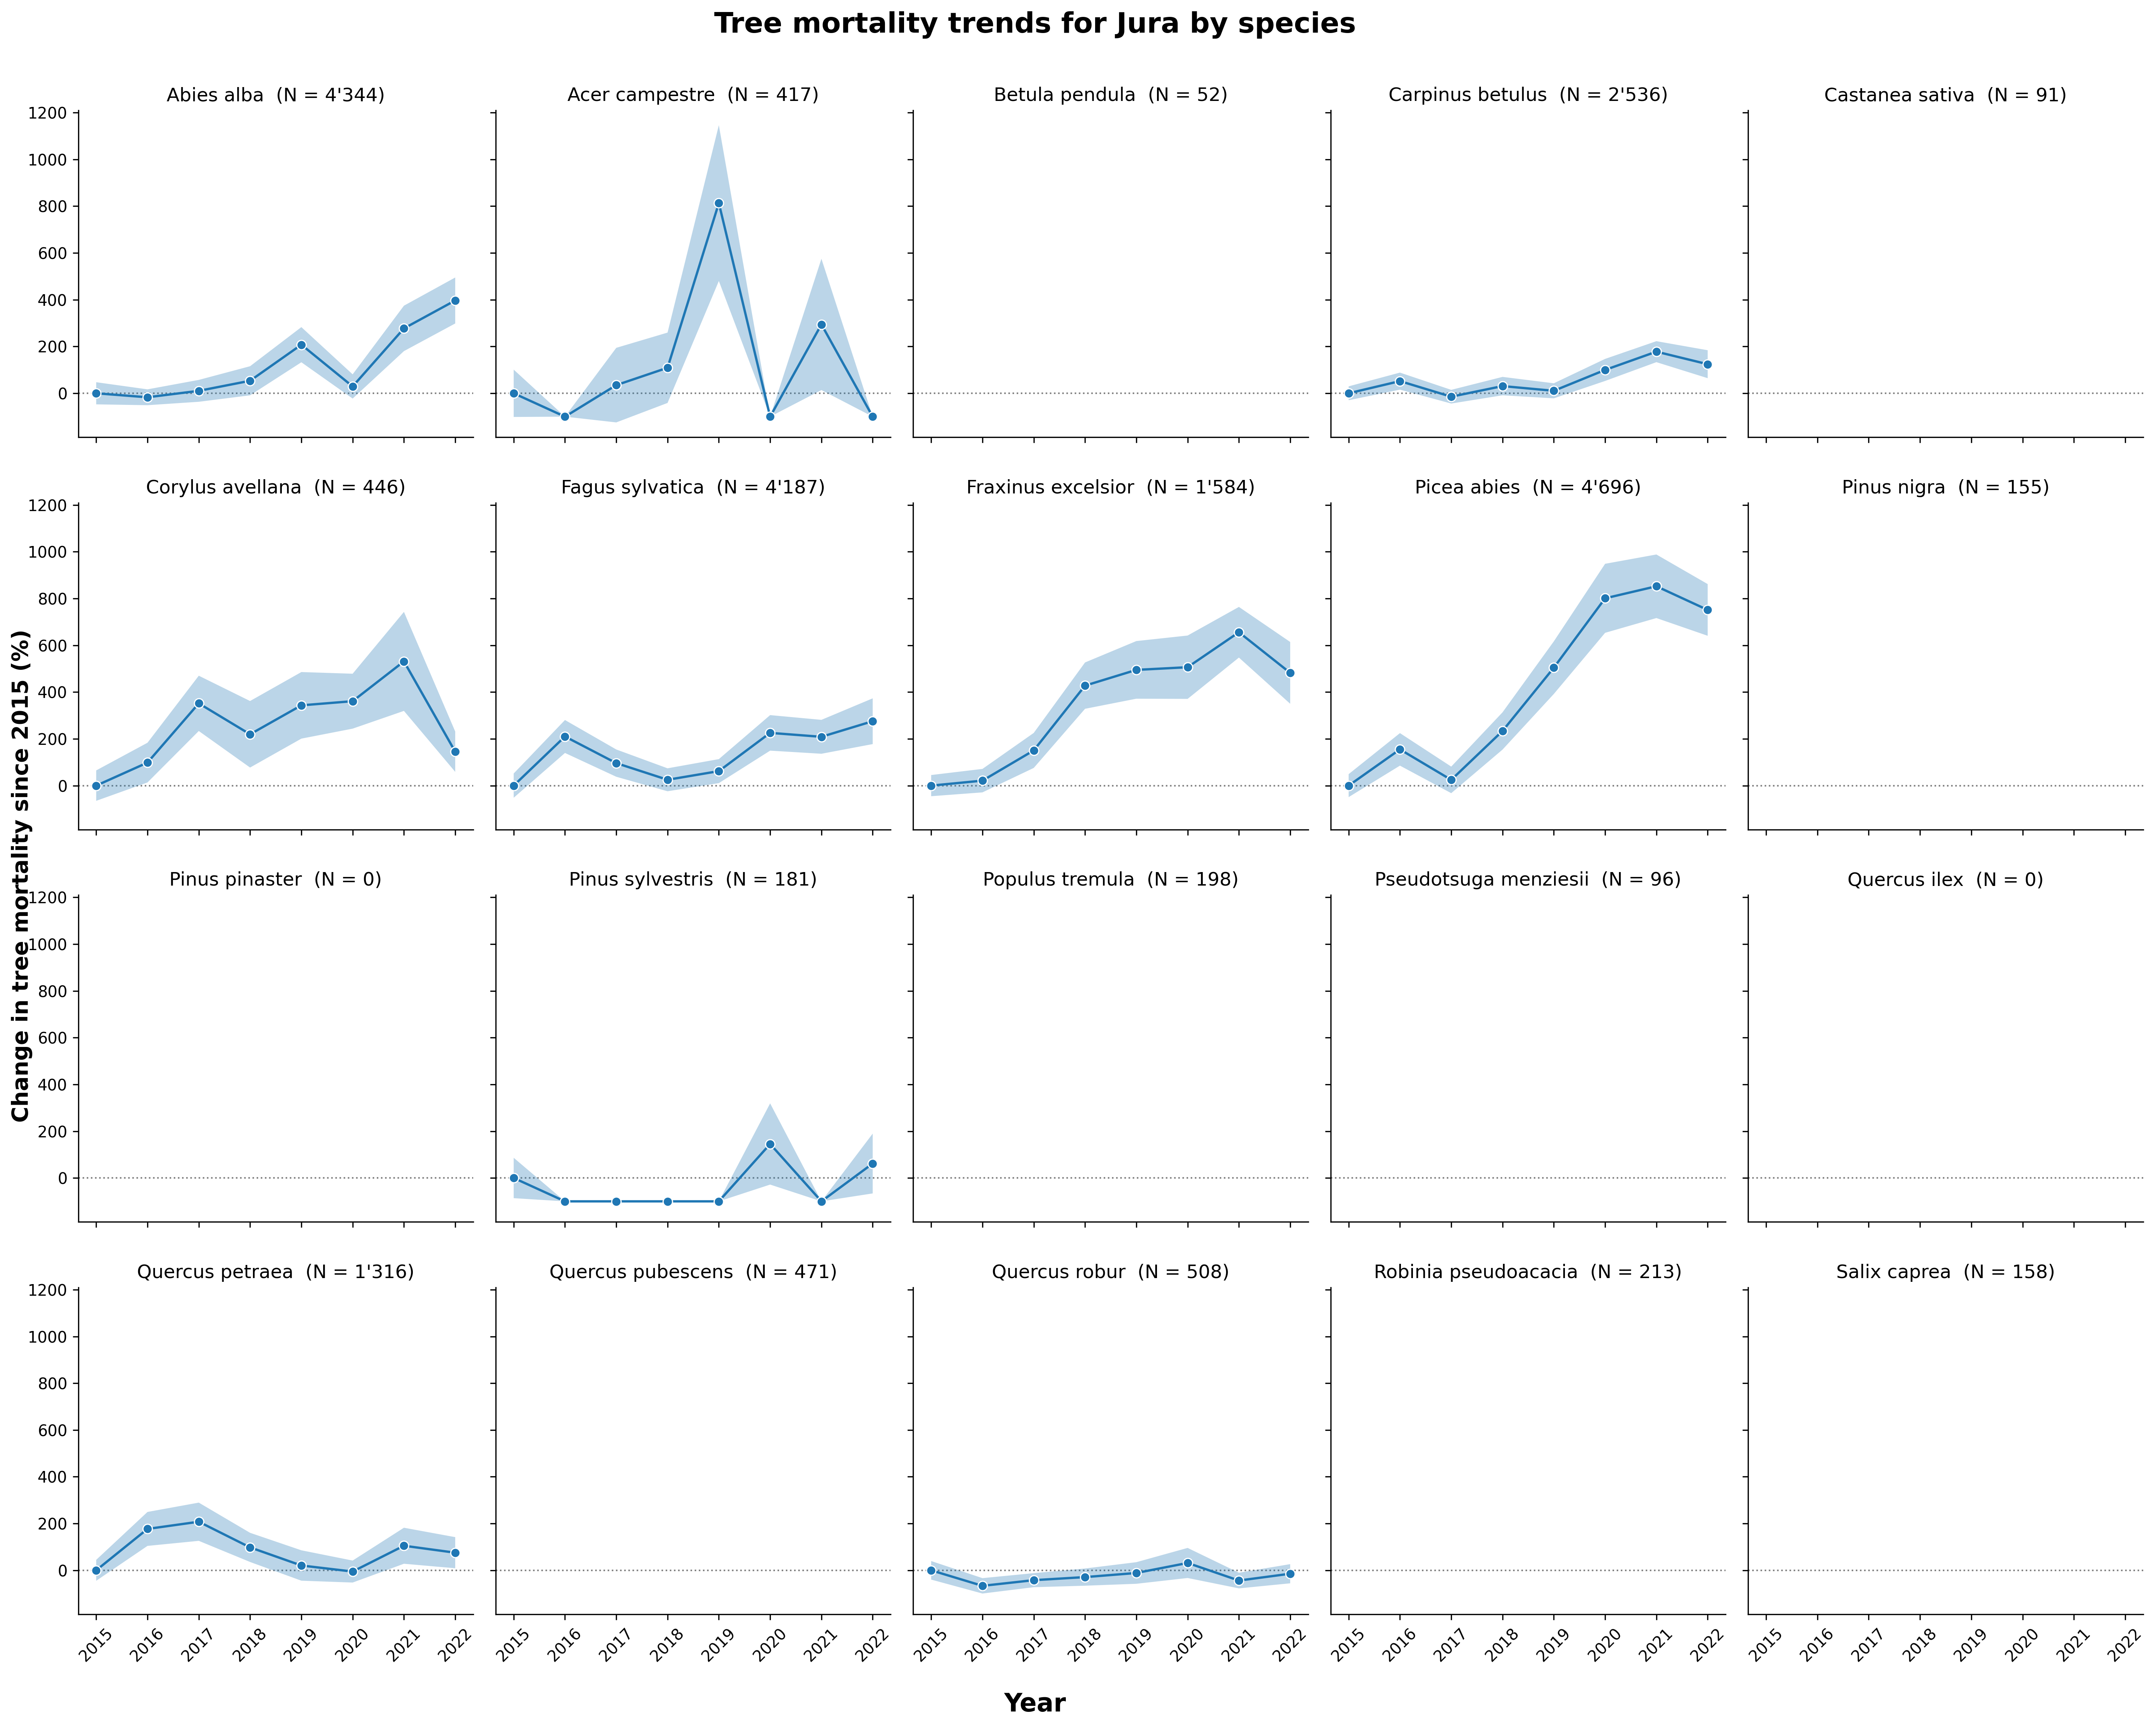 Tree mortality trends for Jura by species
Abies alba (N = 4'344)
Acer campestre (N = 417)
Betula pendula (N = 52)
Carpinus betulus (N = 2'536)
Castanea sativa (N = 91)
1200
1000
800
600
400
200
0
Corylus avellana (N = 446)
Fagus sylvatica (N = 4'187)
Fraxinus excelsior (N = 1'584)
Picea abies (N = 4'696)
Pinus nigra (N = 155)
1200
1000
800
600
400
200
0
Change in tree mortality since 2015 (%)
Pinus pinaster (N = 0)
Pinus sylvestris (N = 181)
Populus tremula (N = 198)
Pseudotsuga menziesii (N = 96)
Quercus ilex (N = 0)
1200
1000
800
600
400
200
0
Quercus petraea (N = 1'316)
Quercus pubescens (N = 471)
Quercus robur (N = 508)
Robinia pseudoacacia (N = 213)
Salix caprea (N = 158)
1200
1000
800
600
400
200
0
2015 2016 2017 2018 2019 2020 2021 2022
2015 2016 2017 2018 2019 2020 2021 2022
2015 2016 2017 2018 2019 2020 2021 2022
2015 2016 2017 2018 2019 2020 2021 2022
2015 2016 2017 2018 2019 2020 2021 2022
Year